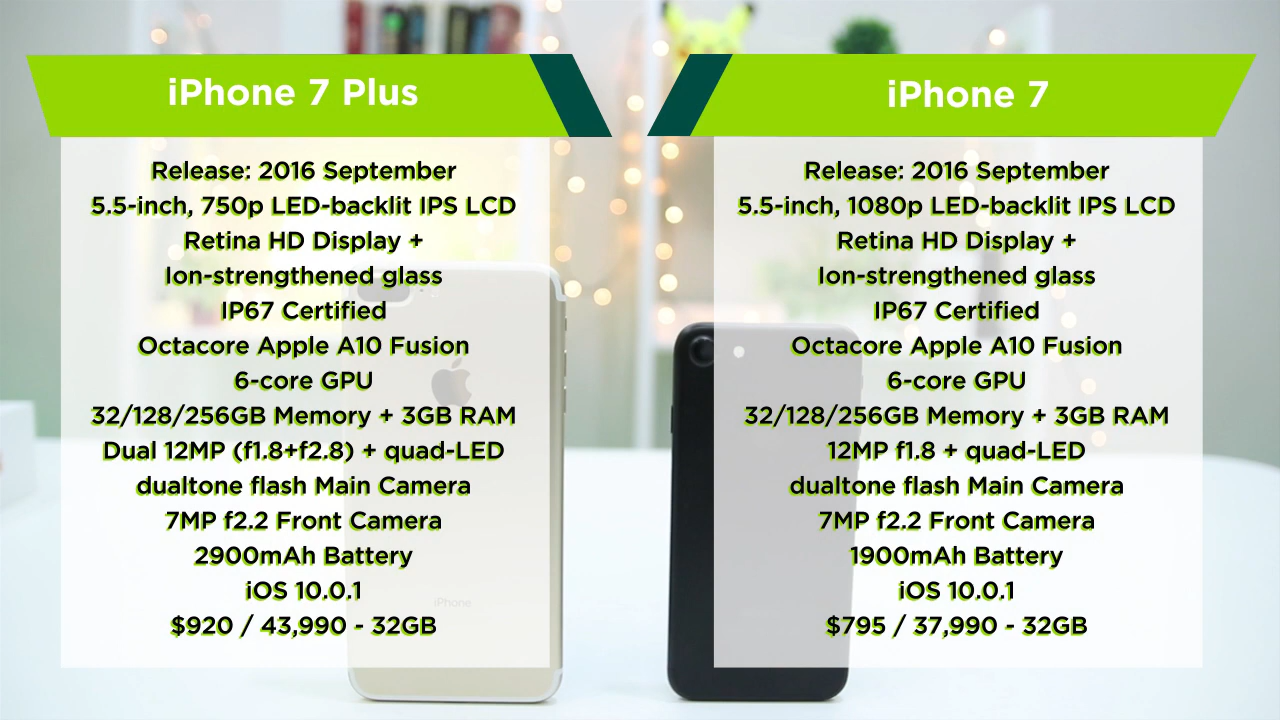 iPhone 7 Plus
Release: 2016 September
5.5-inch, 750p LED-backlit IPS LCD
Retina HD Display +
Ion-strengthened glass
IP67 Certified
Octacore Apple A10 Fusion
6-core GPU
32/128/256GB Memory + 3GB RAM
Dual 12MP (f1.8+f2.8) + quad-LED
dualtone flash Main Camera
7MP f2.2 Front Camera
2900mAh Battery
iOS 10.0.1
$920 / 43,990 - 32GB
iPhone
iPhone 7
Release: 2016 September
5.5-inch, 1080p LED-backlit IPS LCD
Retina HD Display +
Ion-strengthened glass
IP67 Certified
Octacore Apple A10 Fusion
6-core GPU
32/128/256GB Memory + 3GB RAM
12MP f1.8 + quad-LED
dualtone flash Main Camera
7MP f2.2 Front Camera
1900mAh Battery
iOS 10.0.1
$795 / 37,990 - 32GB